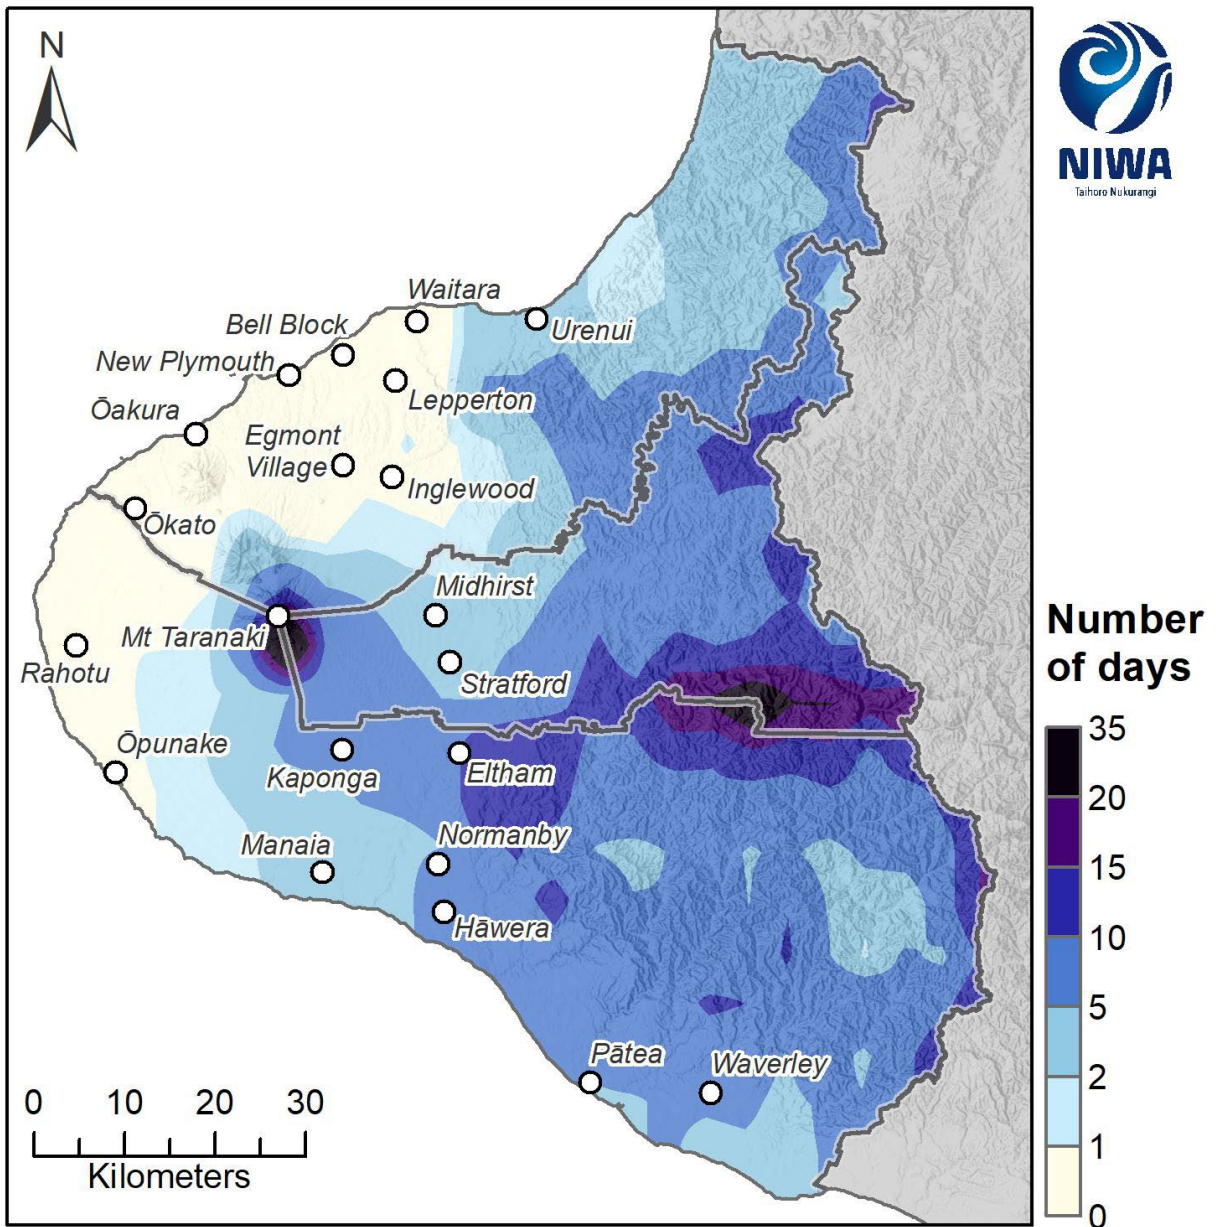 N
NIWA
Taihoro Nukurangi
Waitara
Bell Block
Urenui
New Plymouth
Lepperton
Ōakura
Egmont
Village
Inglewood
Ōkato
Midhirst
Mt Taranaki
Rahotu
Stratford
Ōpunake
Kaponga
Eltham
Manaia
Normanby
Hāwera
Pātea
Waverley
0 10 20 30
Kilometers
Number
of days
35
20
15
10
5
2
1
0